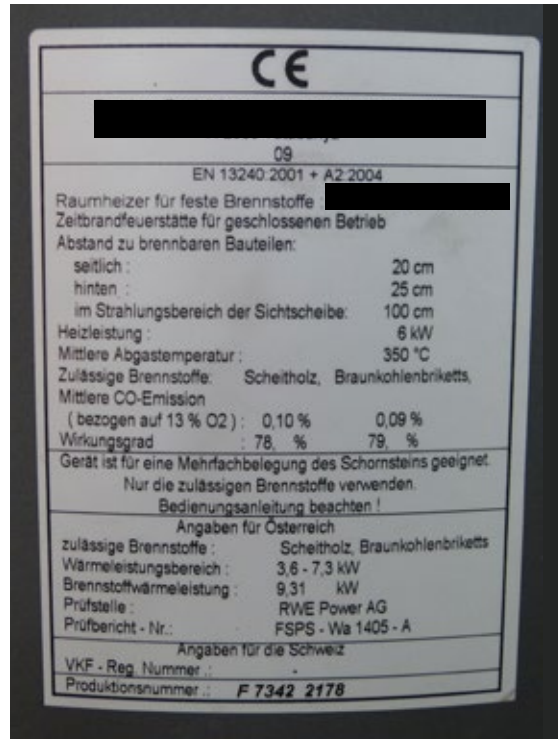 CE
09
EN 13240:2001 + A2:2004
Raumheizer für feste Brennstoffe :
Zeitbrandfeuerstätte für geschlossenen Betrieb
Abstand zu brennbaren Bauteilen:
seitlich : 20 cm
hinten : 25 cm
im Strahlungsbereich der Sichtscheibe: 100 cm
Heizleistung : 6 kW
Mittlere Abgastemperatur : 350 °C
Zulässige Brennstoffe: Scheitholz, Braunkohlenbriketts,
Mittlere CO-Emission
( bezogen auf 13 % O2 ) : 0,10 % 0,09 %
Wirkungsgrad : 78, % 79, %
Gerät ist für eine Mehrfachbelegung des Schornsteins geeignet.
Nur die zulässigen Brennstoffe verwenden.
Bedienungsanleitung beachten !
Angaben für Österreich
zulässige Brennstoffe : Scheitholz, Braunkohlenbriketts
Wärmeleistungsbereich : 3,6 - 7,3 kW
Brennstoffwärmeleistung : 9,31 kW
Prüfstelle : RWE Power AG
Prüfbericht - Nr.: FSPS - Wa 1405 - A
Angaben für die Schweiz
VKF - Reg. Nummer .: -
Produktionsnummer .: F 7342 2178